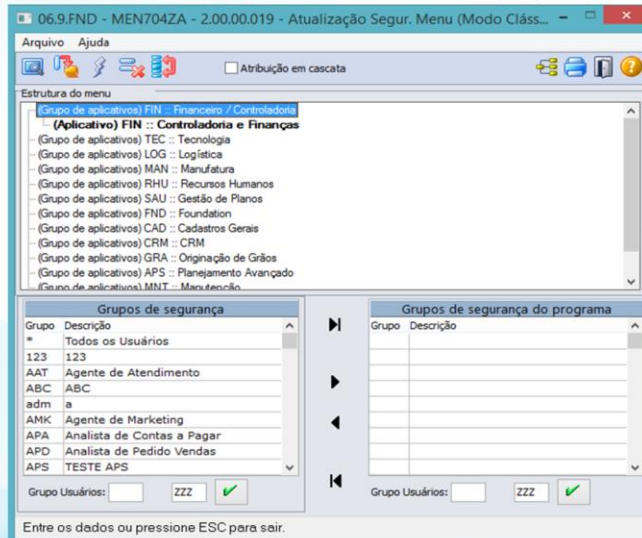 06.9.FND - MEN704ZA - 2.00.00.019 - Atualização Segur. Menu (Modo Cláss...
Arquivo Ajuda
Atribuição em cascata
Estrutura do menu
(Grupo de aplicativos) FIN :: Financeiro / Controladoria
(Aplicativo) FIN :: Controladoria e Finanças
(Grupo de aplicativos) TEC :: Tecnologia
(Grupo de aplicativos) LOG :: Logística
(Grupo de aplicativos) MAN :: Manufatura
(Grupo de aplicativos) RHU :: Recursos Humanos
(Grupo de aplicativos) SAU :: Gestão de Planos
(Grupo de aplicativos) FND :: Foundation
(Grupo de aplicativos) CAD :: Cadastros Gerais
(Grupo de aplicativos) CRM :: CRM
(Grupo de aplicativos) GRA :: Originação de Grãos
(Grupo de aplicativos) APS :: Planejamento Avançado
(Grupo de aplicativos) MNT :: Manutenção
Grupos de segurança
Grupo Descrição
* Todos os Usuários
123 123
AAT Agente de Atendimento
ABC ABC
adm a
AMK Agente de Marketing
APA Analista de Contas a Pagar
APD Analista de Pedido Vendas
APS TESTE APS
Grupo Usuários: ZZZ
Grupos de segurança do programa
Grupo Descrição
Grupo Usuários: ZZZ
Entre os dados ou pressione ESC para sair.